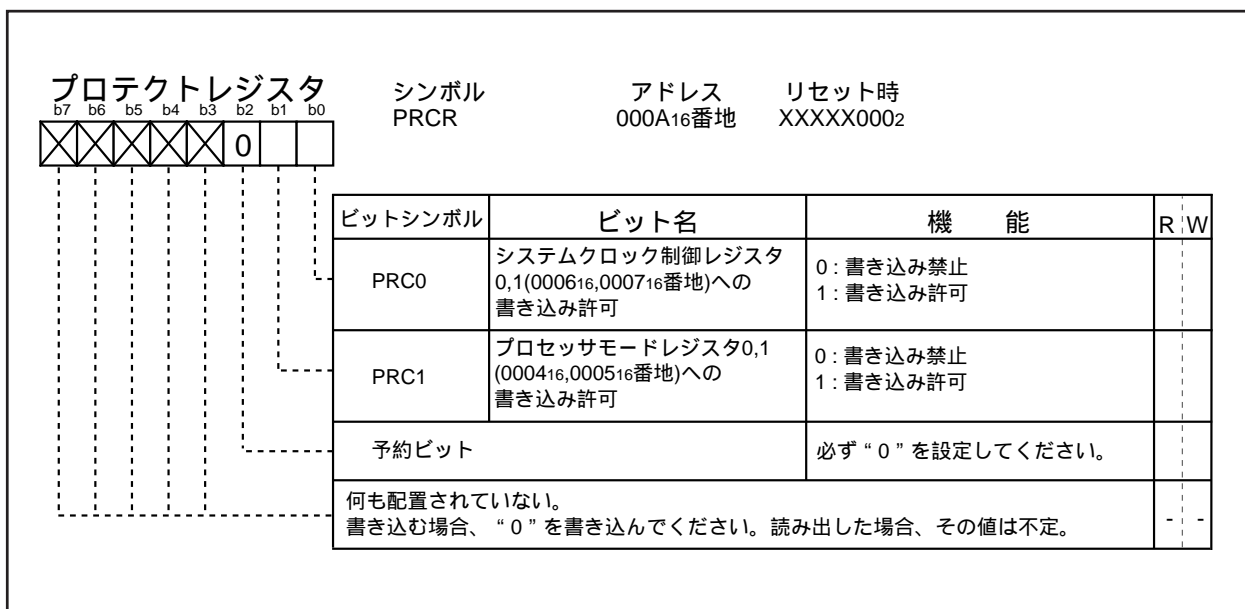 プロテクトレジスタ
b7 b6 b5 b4 b3 b2 b1 b0
0
シンボル アドレス リセット時
PRCR 000A16番地 XXXXX0002
ビットシンボル ビット名 機 能 R W
PRC0
システムクロック制御レジスタ
0,1(000616,000716番地)への
書き込み許可
0 : 書き込み禁止
1 : 書き込み許可
PRC1
プロセッサモードレジスタ0,1
(000416,000516番地)への
書き込み許可
0 : 書き込み禁止
1 : 書き込み許可
予約ビット 必ず“0”を設定してください。
何も配置されていない。
書き込む場合、“0”を書き込んでください。読み出した場合、その値は不定。 - -